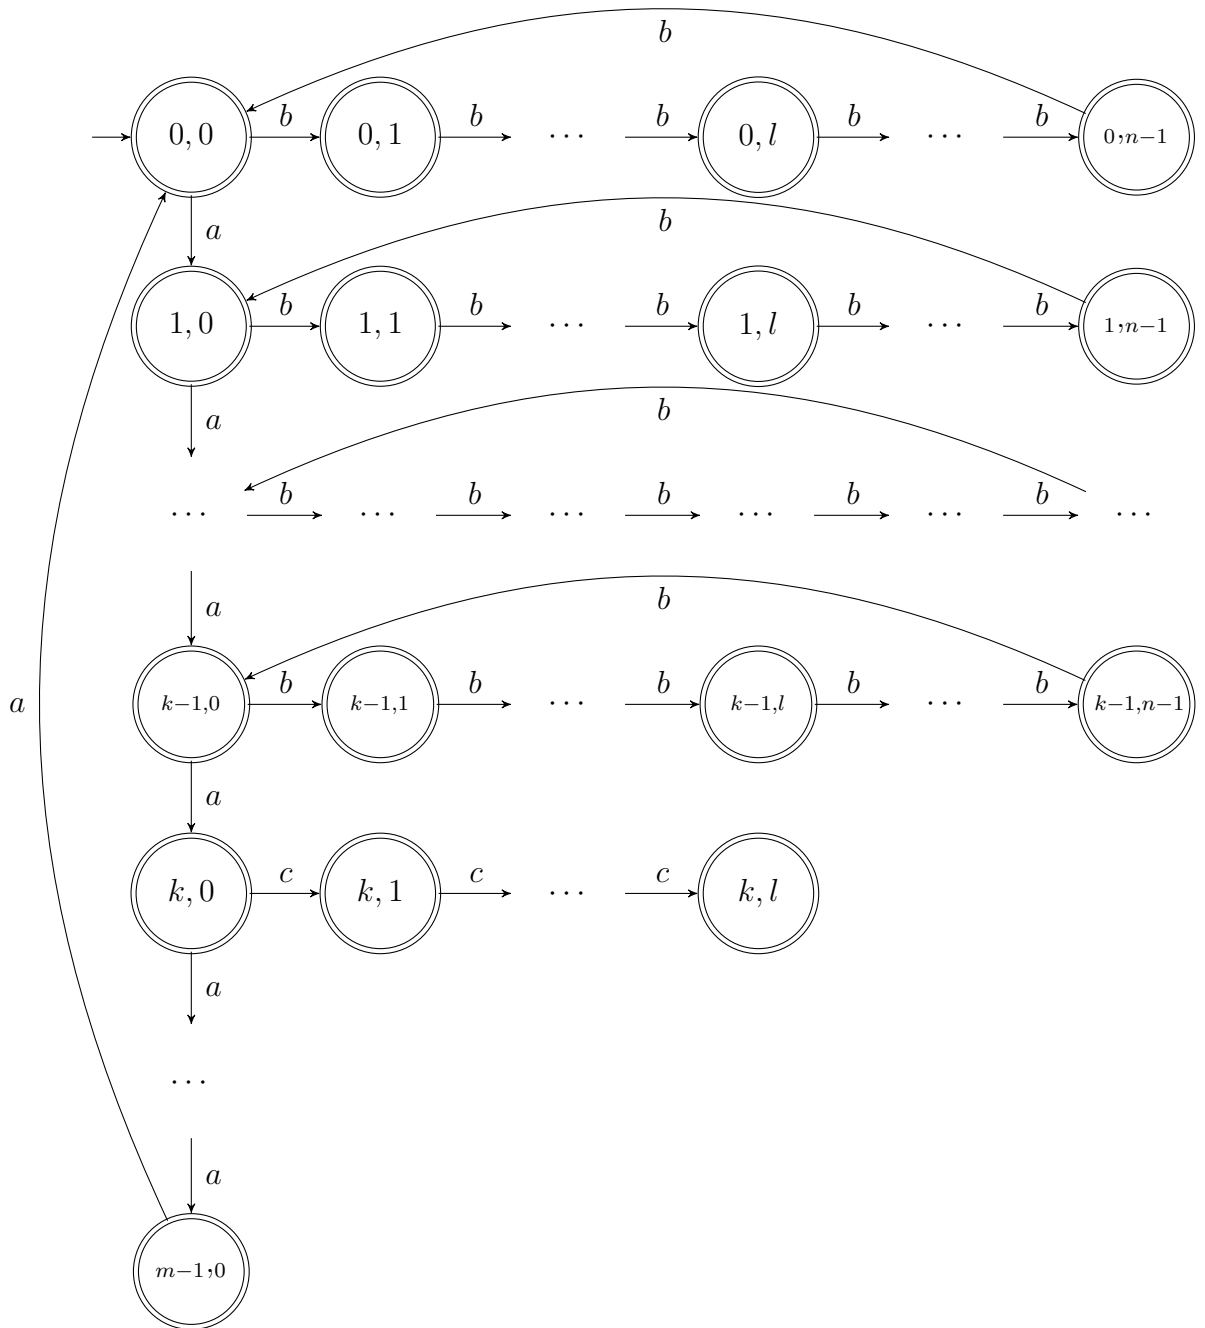 b
0, 0 b 0, 1 b ⋯ b 0, l b ⋯ b 0,n−1
a b
1, 0 b 1, 1 b ⋯ b 1, l b ⋯ b 1,n−1
a b
⋯ b ⋯ b ⋯ b ⋯ b ⋯ b ⋯
a b
a k−1,0 b k−1,1 b ⋯ b k−1,l b ⋯ b k−1,n−1
a
k, 0 c k, 1 c ⋯ c k, l
a
⋯
a
m−1,0